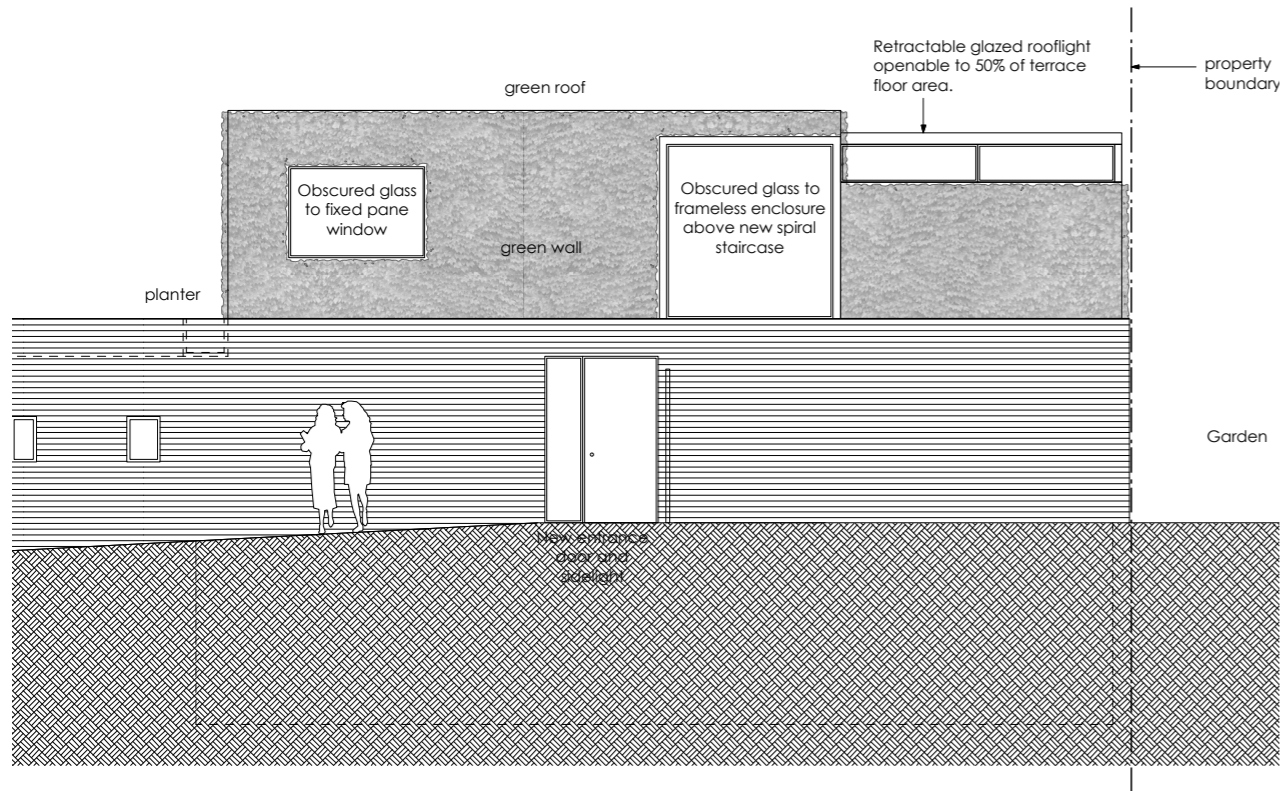 Retractable glazed rooflight
openable to 50% of terrace
floor area.
property
boundary
green roof
Obscured glass
to fixed pane
window
Obscured glass to
frameless enclosure
above new spiral
staircase
green wall
planter
Garden
New entrance
door and
sidelight